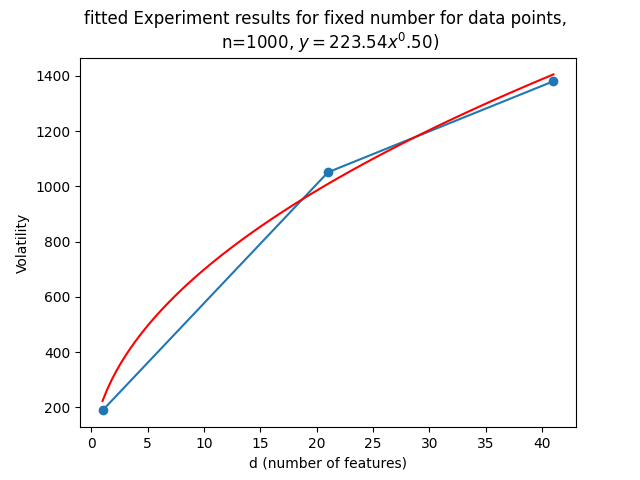 fitted Experiment results for fixed number for data points,
n=1000, y = 223.54x⁰.50)
1400
1200
1000
800
600
400
200
Volatility
0 5 10 15 20 25 30 35 40
d (number of features)